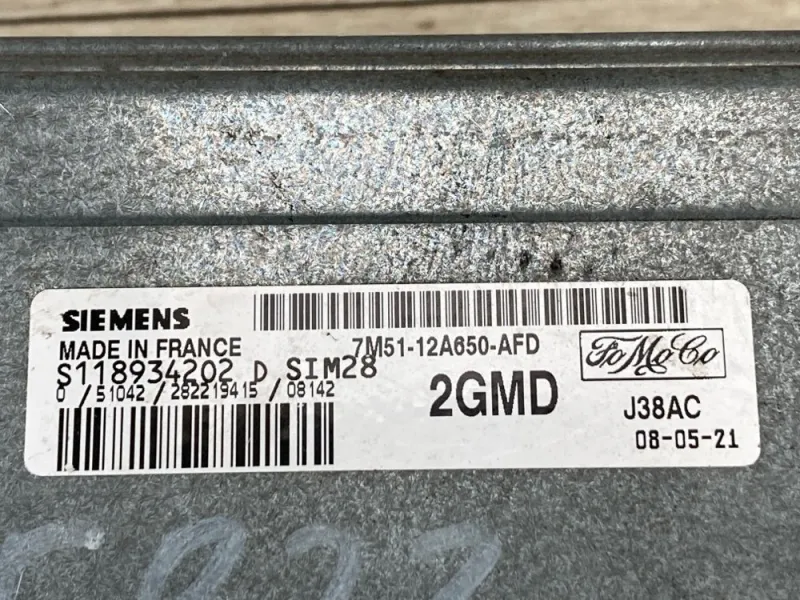 SIEMENS
MADE IN FRANCE
7M51-12A650-AFD
FoMoCo
S118934202 D SIM28
0 / 51042 / 282219415 / 08142
2GMD
J38AC
08-05-21